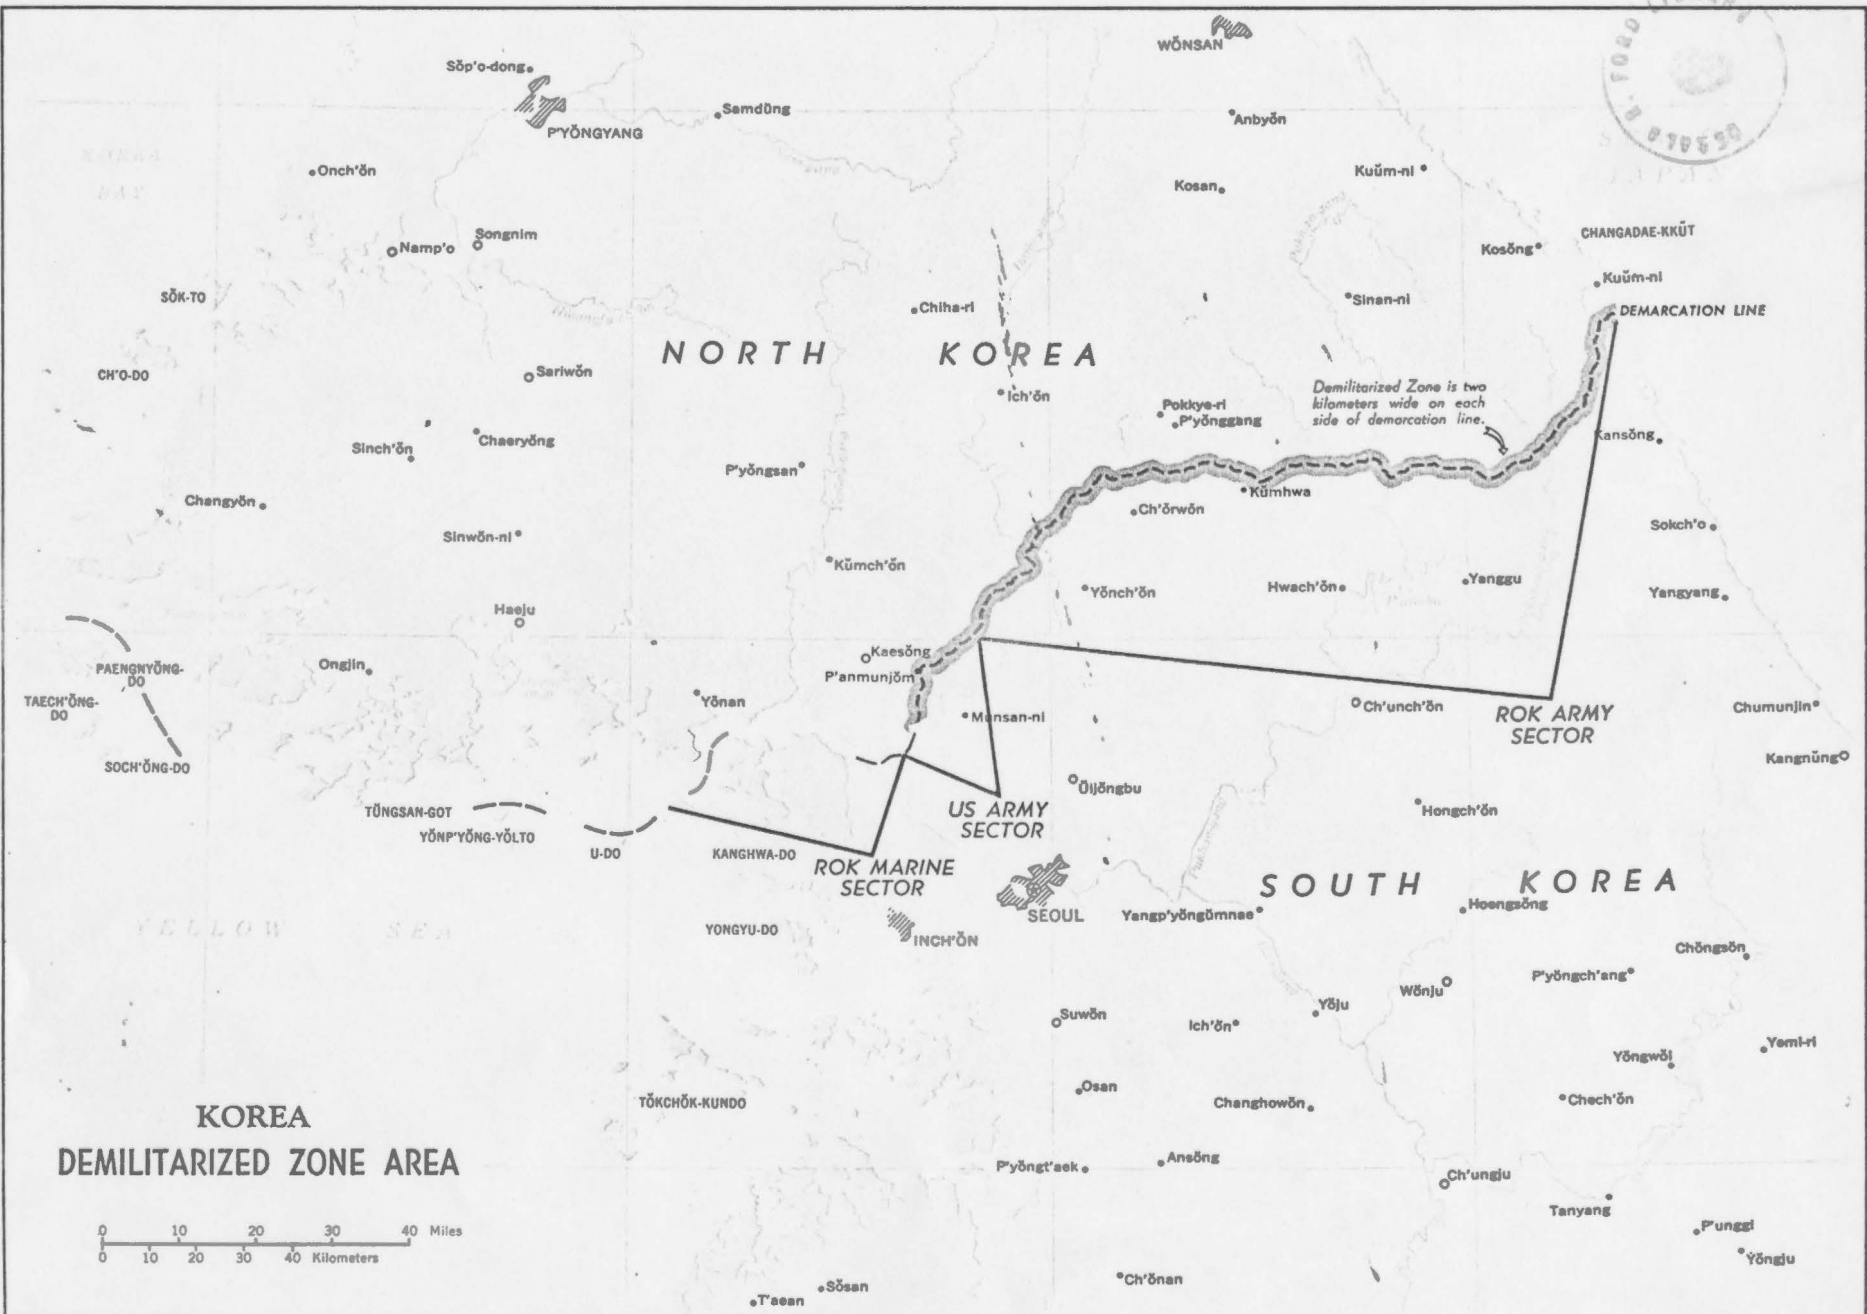 WŎNSAN
Sŏp'o-dong
P'YŎNGYANG
Samdŭng
Anbyŏn
Onch'ŏn
Kuŭm-ni
Kosan
Songnim
Namp'o
CHANGADAE-KKŬT
Kosŏng
Kuŭm-ni
SŎK-TO
Chiha-ri
Sinan-ni
DEMARCATION LINE
NORTH KOREA
CH'O-DO
Sariwŏn
Ich'ŏn
Demilitarized Zone is two
kilometers wide on each
side of demarcation line.
Pokkye-ri
P'yŏnggang
Kansŏng
Chaeryŏng
Sinch'ŏn
P'yŏngsan
Changyŏn
Kŭmhwa
Ch'ŏrwŏn
Sokch'o
Sinwŏn-ni
Kŭmch'ŏn
Yŏnch'ŏn
Hwach'ŏn
Yanggu
Yangyang
Haeju
Kaesŏng
PAENGNYŎNG-
DO
Ongjin
P'anmunjŏm
TAECH'ŎNG-
DO
Yŏnan
Munsan-ni
Ch'unch'ŏn
ROK ARMY
SECTOR
Chumunjin
SOCH'ŎNG-DO
Kangnŭng
Ŭijŏngbu
TŬNGSAN-GOT
US ARMY
SECTOR
Hongch'ŏn
YŎNP'YŎNG-YŎLTO
U-DO
KANGHWA-DO
ROK MARINE
SECTOR
SOUTH KOREA
YELLOW SEA
YONGYU-DO
INCH'ŎN
SEOUL
Yangp'yŏngŭmnae
Hoengsŏng
Chŏngsŏn
P'yŏngch'ang
Wŏnju
Yŏju
Suwŏn
Ich'ŏn
Yemi-ri
Yŏngwŏl
Osan
TŎKCHŎK-KUNDO
Changhowŏn
Chech'ŏn
KOREA
DEMILITARIZED ZONE AREA
P'yŏngt'aek
Ansŏng
Ch'ungju
Tanyang
P'unggi
Yŏngju
0 10 20 30 40 Miles
0 10 20 30 40 Kilometers
Ch'ŏnan
Sŏsan
T'aean